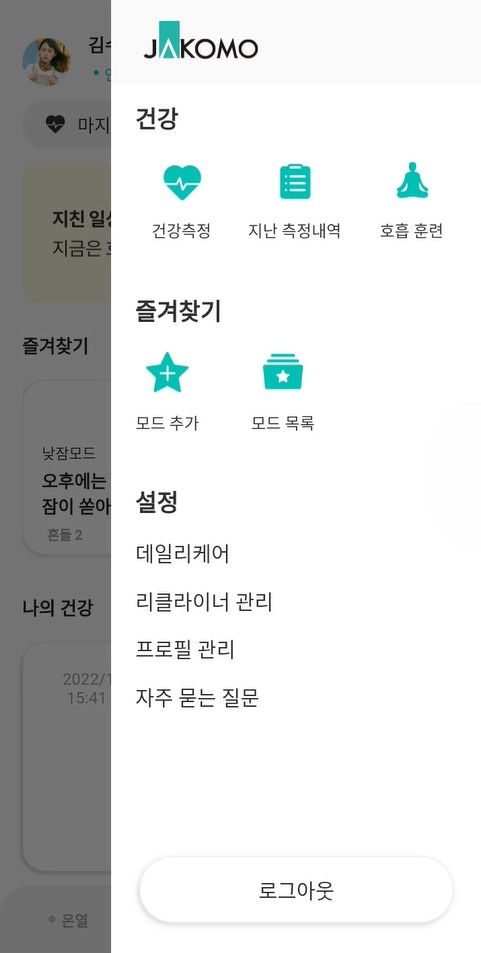 JAKOMO
건강
건강측정
지난 측정내역
호흡 훈련
즐겨찾기
모드 추가
모드 목록
설정
데일리케어
리클라이너 관리
프로필 관리
자주 묻는 질문
로그아웃
마지
지친 일상
지금은
즐겨찾기
낮잠모드
오후에는
잠이 쏟아
흔들 2
나의 건강
2022/1
15:41
온열